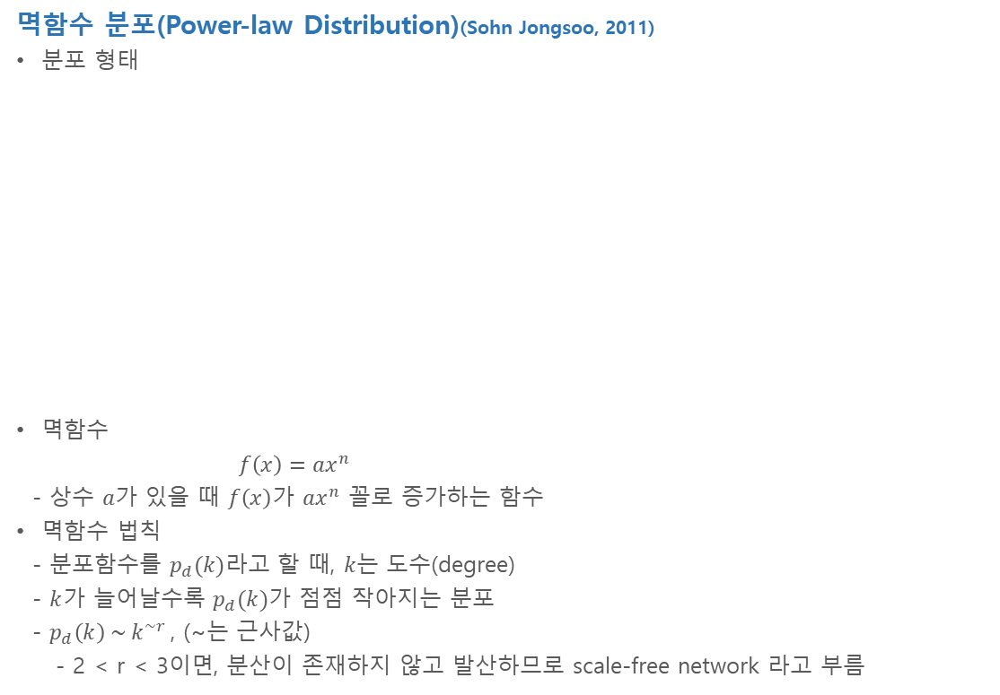 멱함수 분포(Power-law Distribution)(Sohn Jongsoo, 2011)
• 분포 형태
• 멱함수
f(x) = axⁿ
- 상수 a가 있을 때 f(x)가 axⁿ 꼴로 증가하는 함수
• 멱함수 법칙
- 분포함수를 p_d(k)라고 할 때, k는 도수(degree)
- k가 늘어날수록 p_d(k)가 점점 작아지는 분포
- p_d(k) ~ k^~r , (~는 근사값)
- 2 < r < 3이면, 분산이 존재하지 않고 발산하므로 scale-free network 라고 부름